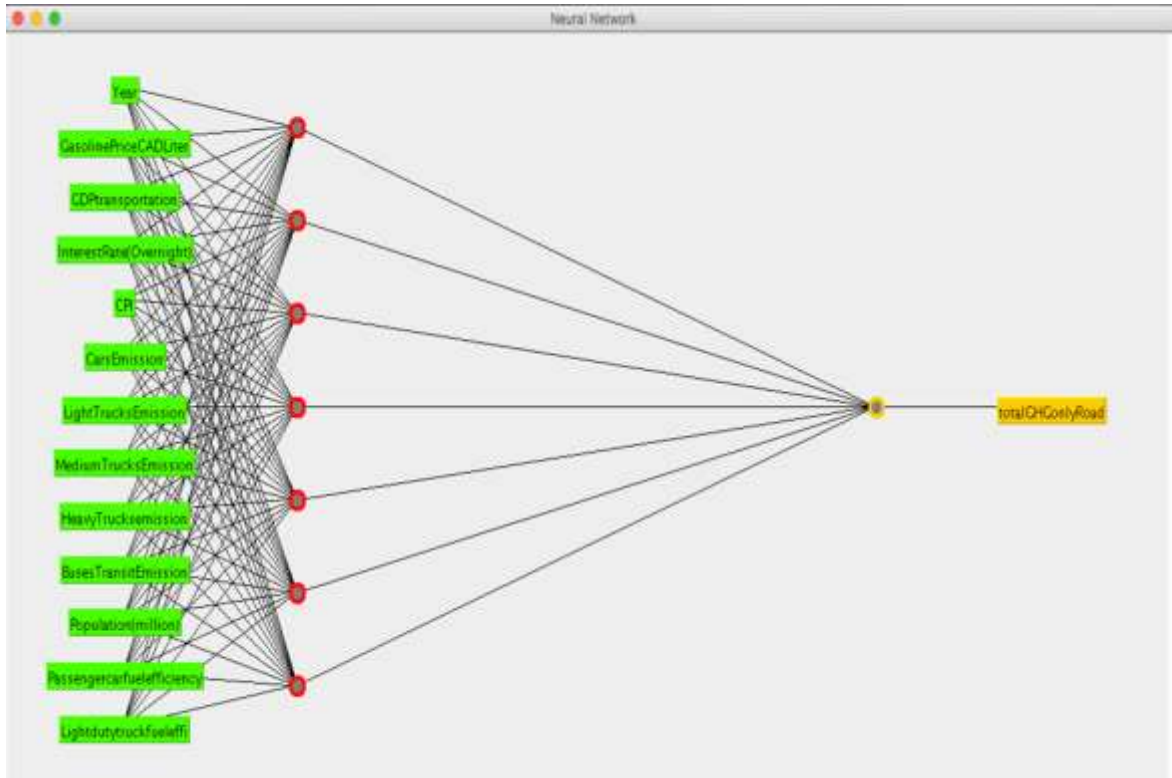 Neural Network
Year
GasolinePriceCADLiter
GDPtransportation
InterestRate(Overnight)
CPI
CarsEmission
LightTrucksEmission
MediumTrucksEmission
HeavyTrucksemission
BusesTransitEmission
Population(million)
Passengercarfuelefficiency
Lightdutytruckfueleffi
totalGHGonlyRoad